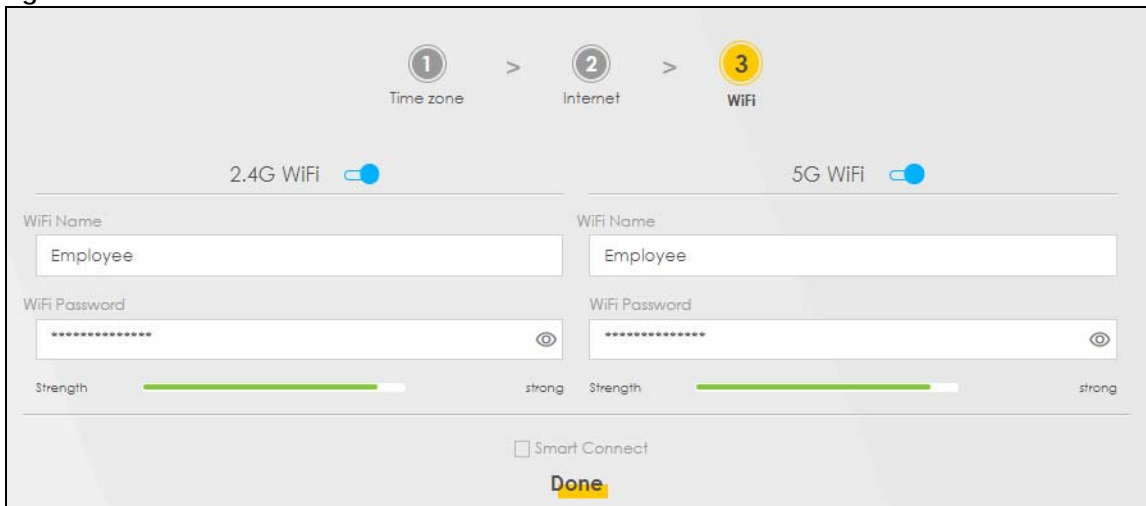 1 > 2 > 3
Time zone Internet WiFi
2.4G WiFi 5G WiFi
WiFi Name WiFi Name
Employee Employee
WiFi Password WiFi Password
************** **************
Strength strong Strength strong
Smart Connect
Done